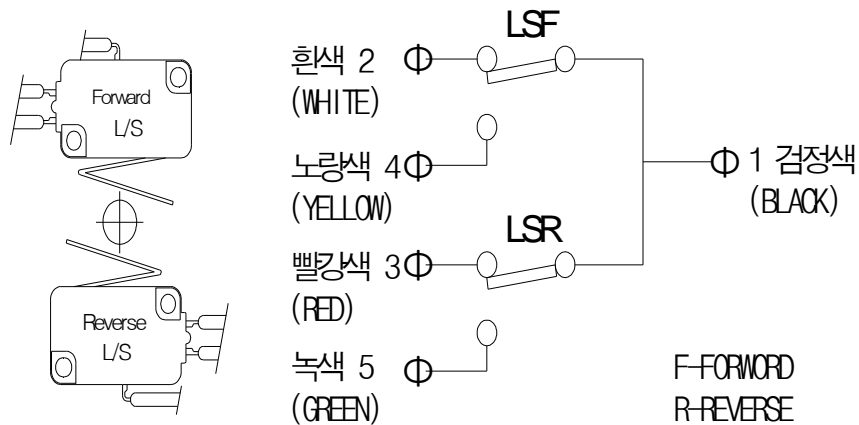 Forward
L/S
Reverse
L/S
LSF
흰색 2
(WHITE)
노랑색 4
(YELLOW)
1 검정색
(BLACK)
LSR
빨강색 3
(RED)
녹색 5
(GREEN)
F-FORWORD
R-REVERSE